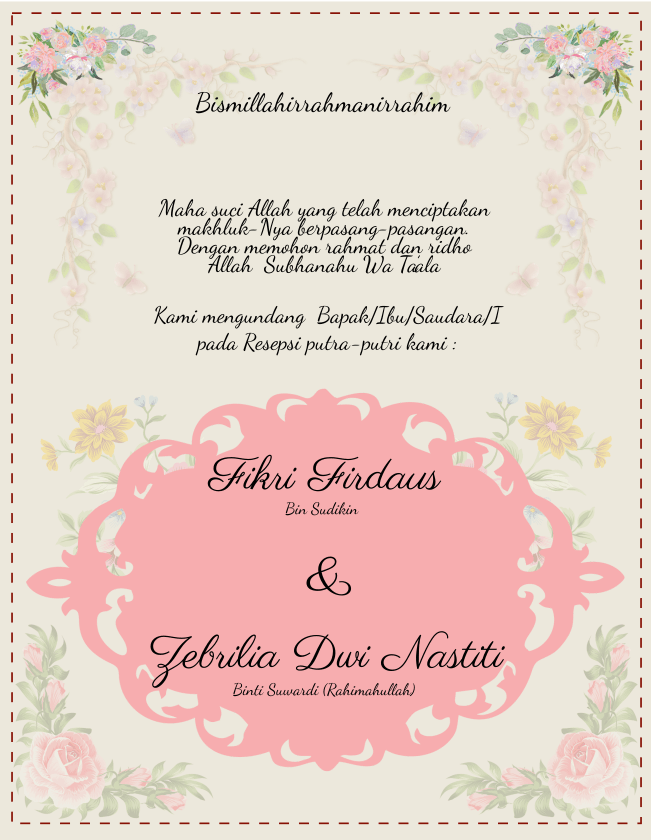 Bismillahirrahmanirrahim
Maha suci Allah yang telah menciptakan
makhluk-Nya berpasang-pasangan.
Dengan memohon rahmat dan ridho
Allah Subhanahu Wa Ta'ala
Kami mengundang Bapak/Ibu/Saudara/I
pada Resepsi putra-putri kami :
Fikri Firdaus
Bin Sudikin
&
Zebrilia Dwi Nastiti
Binti Suwardi (Rahimahullah)